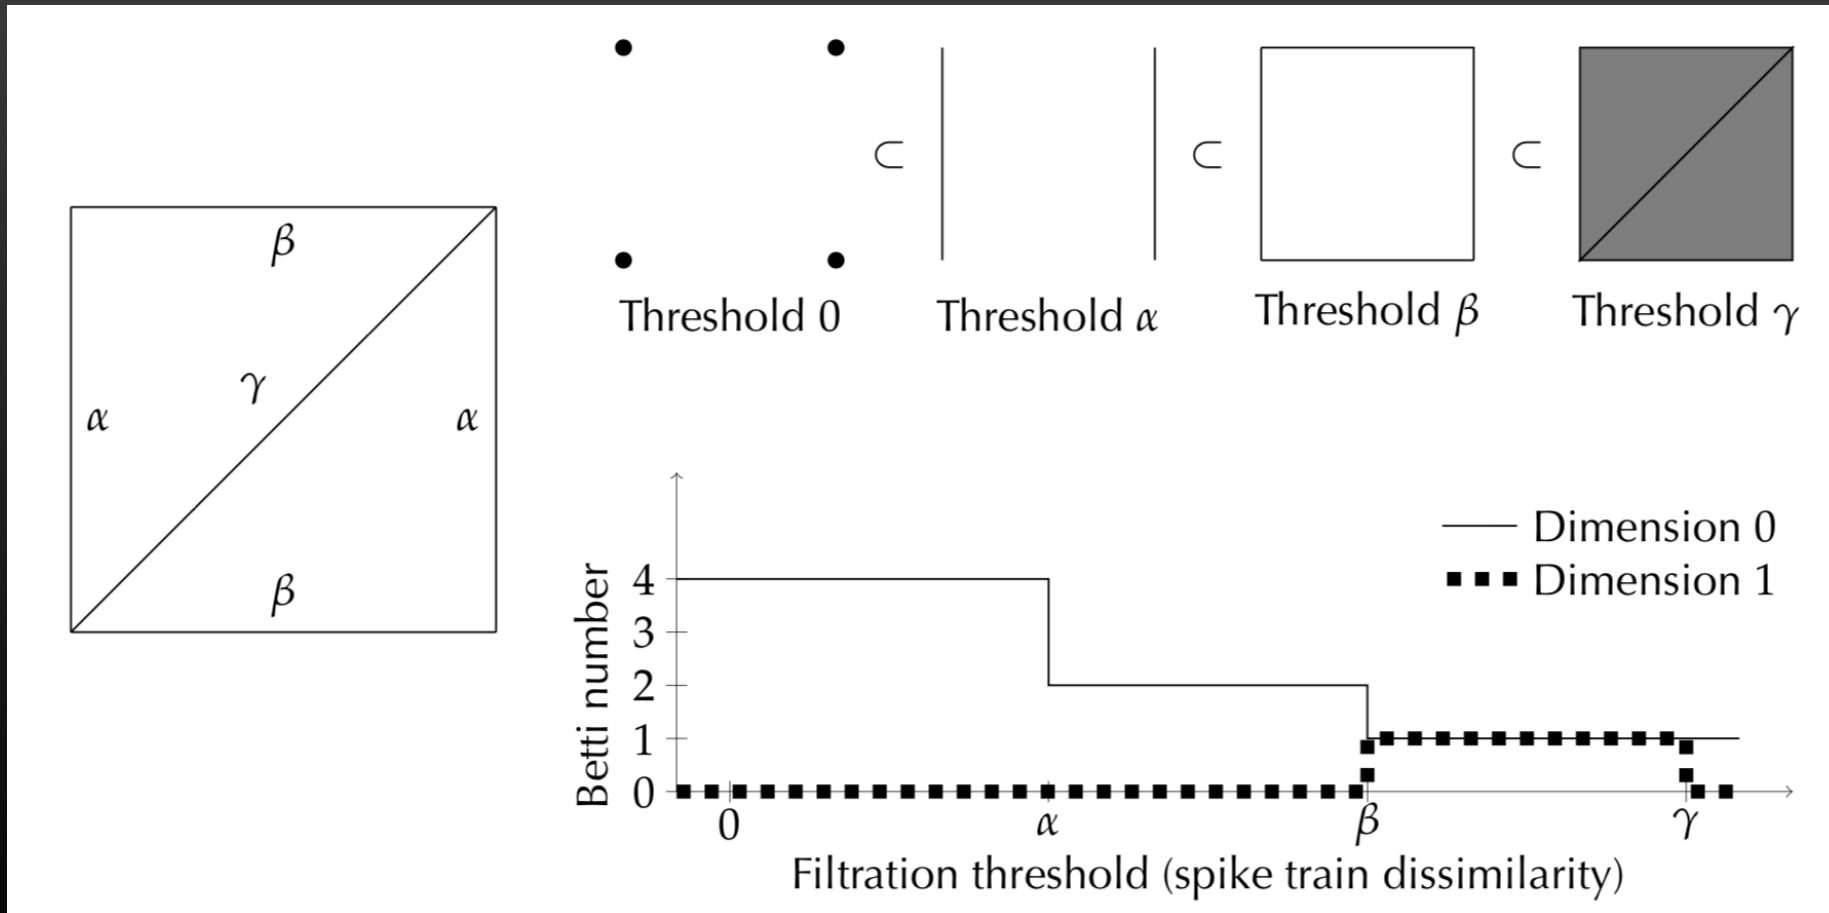 β
γ
α
α
β
⊂
⊂
⊂
Threshold 0
Threshold α
Threshold β
Threshold γ
Dimension 0
Dimension 1
Betti number
4
3
2
1
0
0 α β γ
Filtration threshold (spike train dissimilarity)